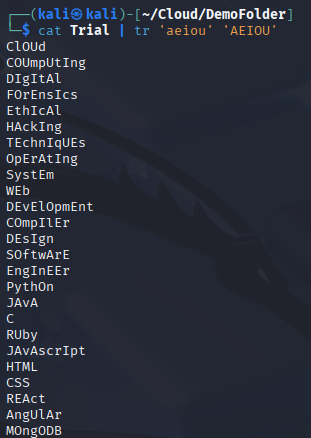 ┌──(kali㉿kali)-[~/Cloud/DemoFolder]
└─$ cat Trial | tr 'aeiou' 'AEIOU'
ClOUd
COUmpUtIng
DIgItAl
FOrEnsIcs
EthIcAl
HAckIng
TEchnIqUEs
OpErAtIng
SystEm
WEb
DEvElOpmEnt
COmpIlEr
DEsIgn
SOftwArE
EngInEEr
PythOn
JAvA
C
RUby
JAvAscrIpt
HTML
CSS
REAct
AngUlAr
MOngODB